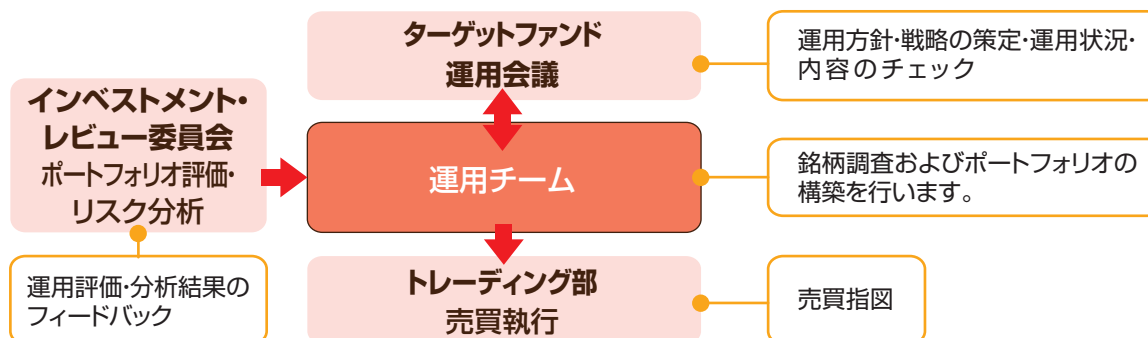 ターゲットファンド
運用会議
運用方針・戦略の策定・運用状況・
内容のチェック
インベストメント・
レビュー委員会
ポートフォリオ評価・
リスク分析
運用チーム
銘柄調査およびポートフォリオの
構築を行います。
運用評価・分析結果の
フィードバック
トレーディング部
売買執行
売買指図